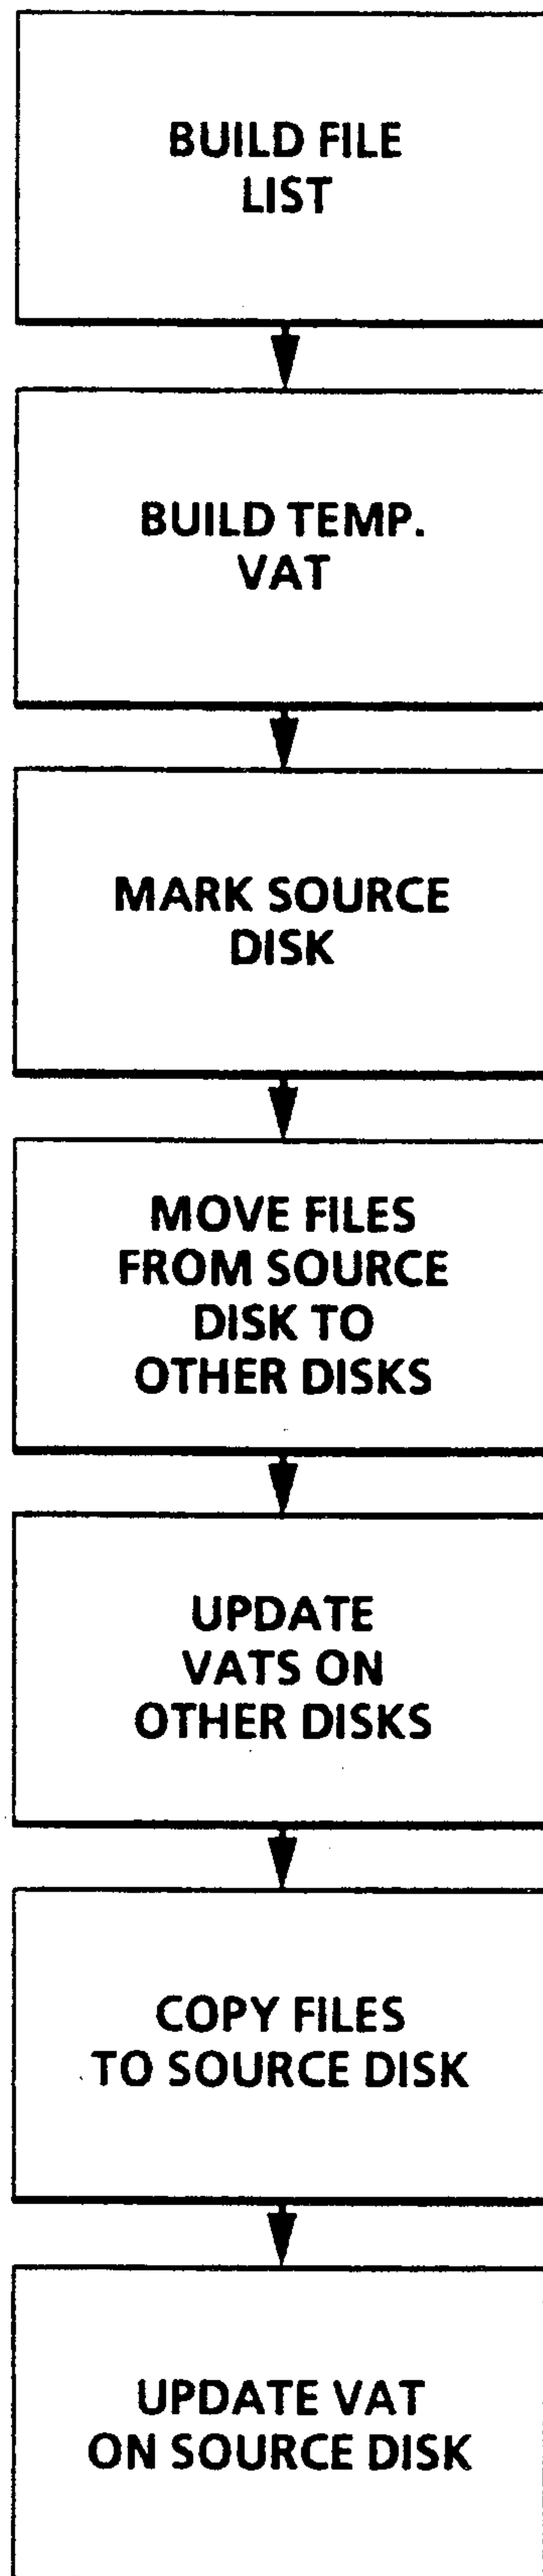 BUILD FILE
LIST
BUILD TEMP.
VAT
MARK SOURCE
DISK
MOVE FILES
FROM SOURCE
DISK TO
OTHER DISKS
UPDATE
VATS ON
OTHER DISKS
COPY FILES
TO SOURCE DISK
UPDATE VAT
ON SOURCE DISK